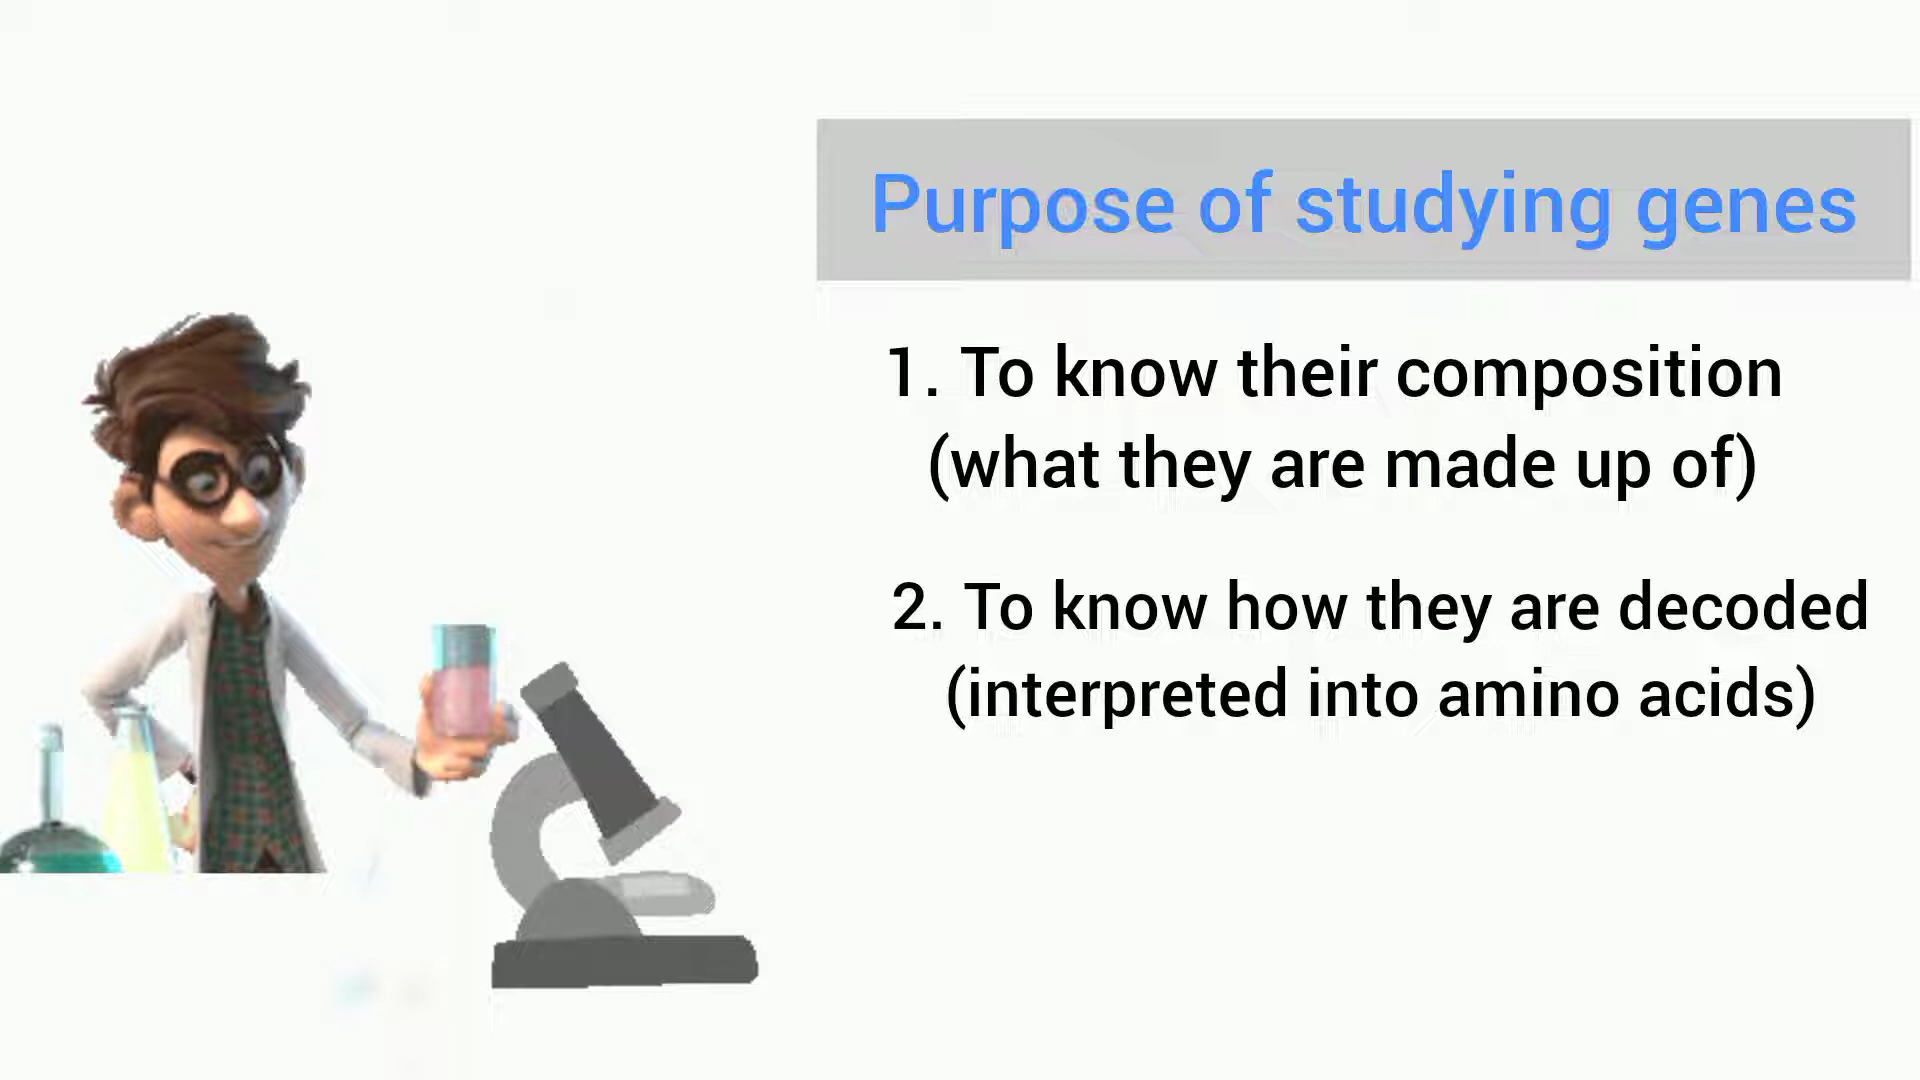 Purpose of studying genes
1. To know their composition
(what they are made up of)
2. To know how they are decoded
(interpreted into amino acids)